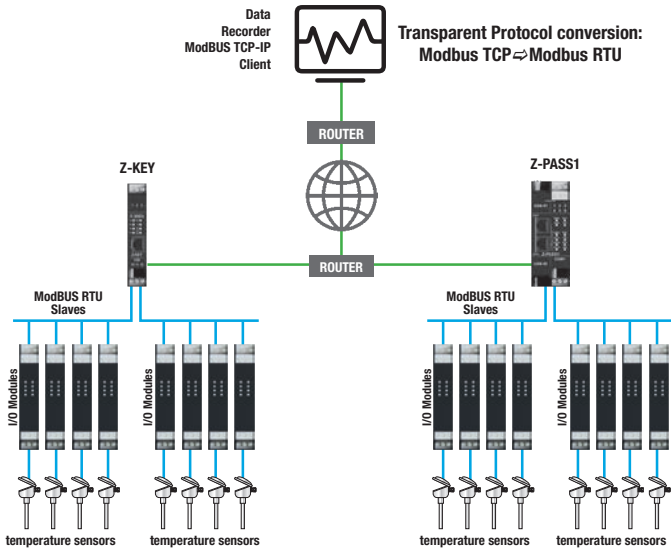 Data
Recorder
ModBUS TCP-IP
Client
Transparent Protocol conversion:
Modbus TCP⇨Modbus RTU
ROUTER
Z-KEY
Z-PASS1
ROUTER
ModBUS RTU
Slaves
ModBUS RTU
Slaves
I/O Modules
I/O Modules
I/O Modules
I/O Modules
temperature sensors
temperature sensors
temperature sensors
temperature sensors